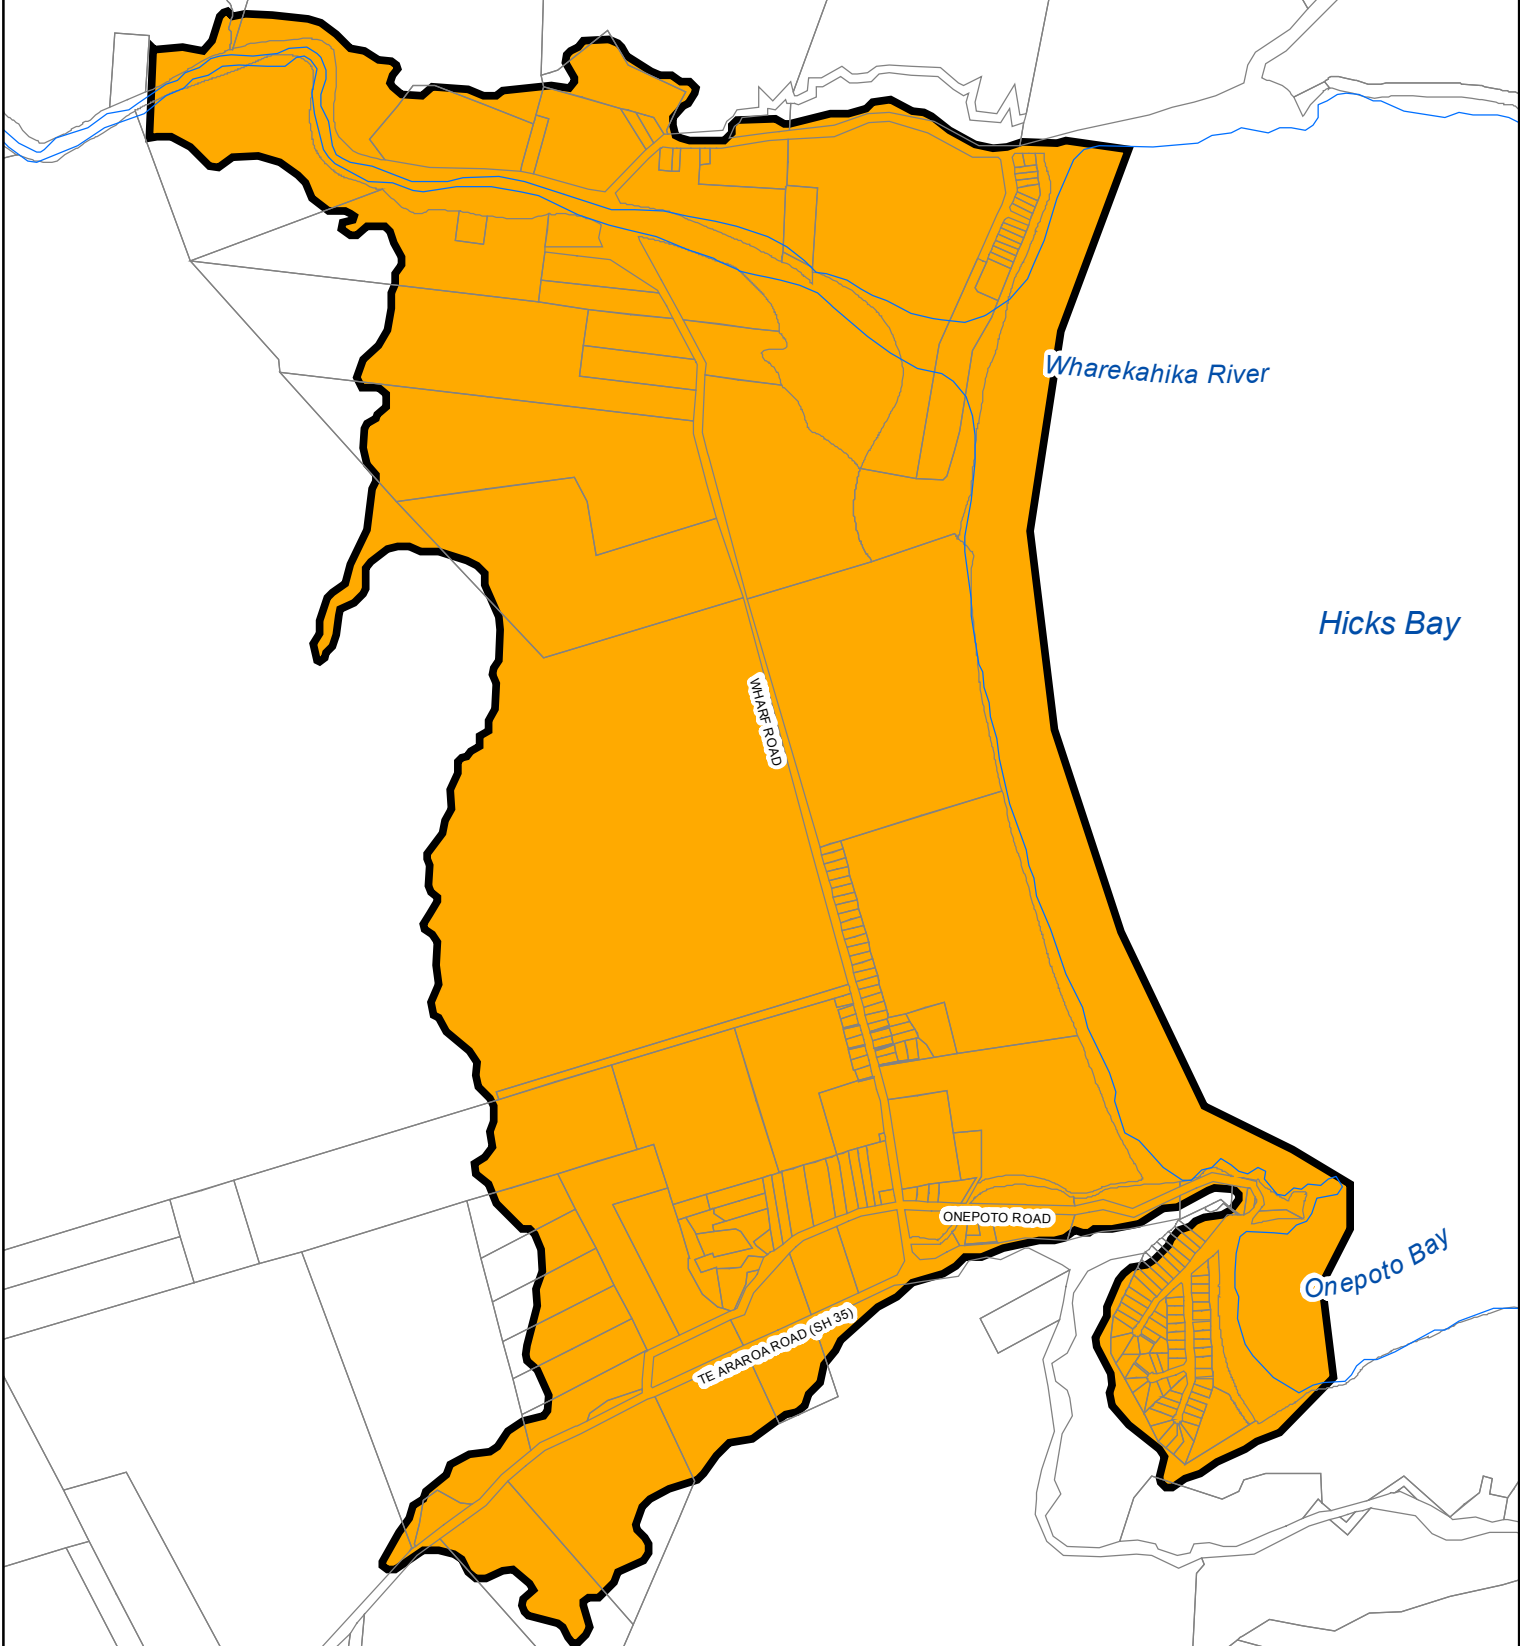 Wharekahika River
Hicks Bay
WHARF ROAD
ONEPOTO ROAD
Onepoto Bay
TE ARAROA ROAD (SH 35)